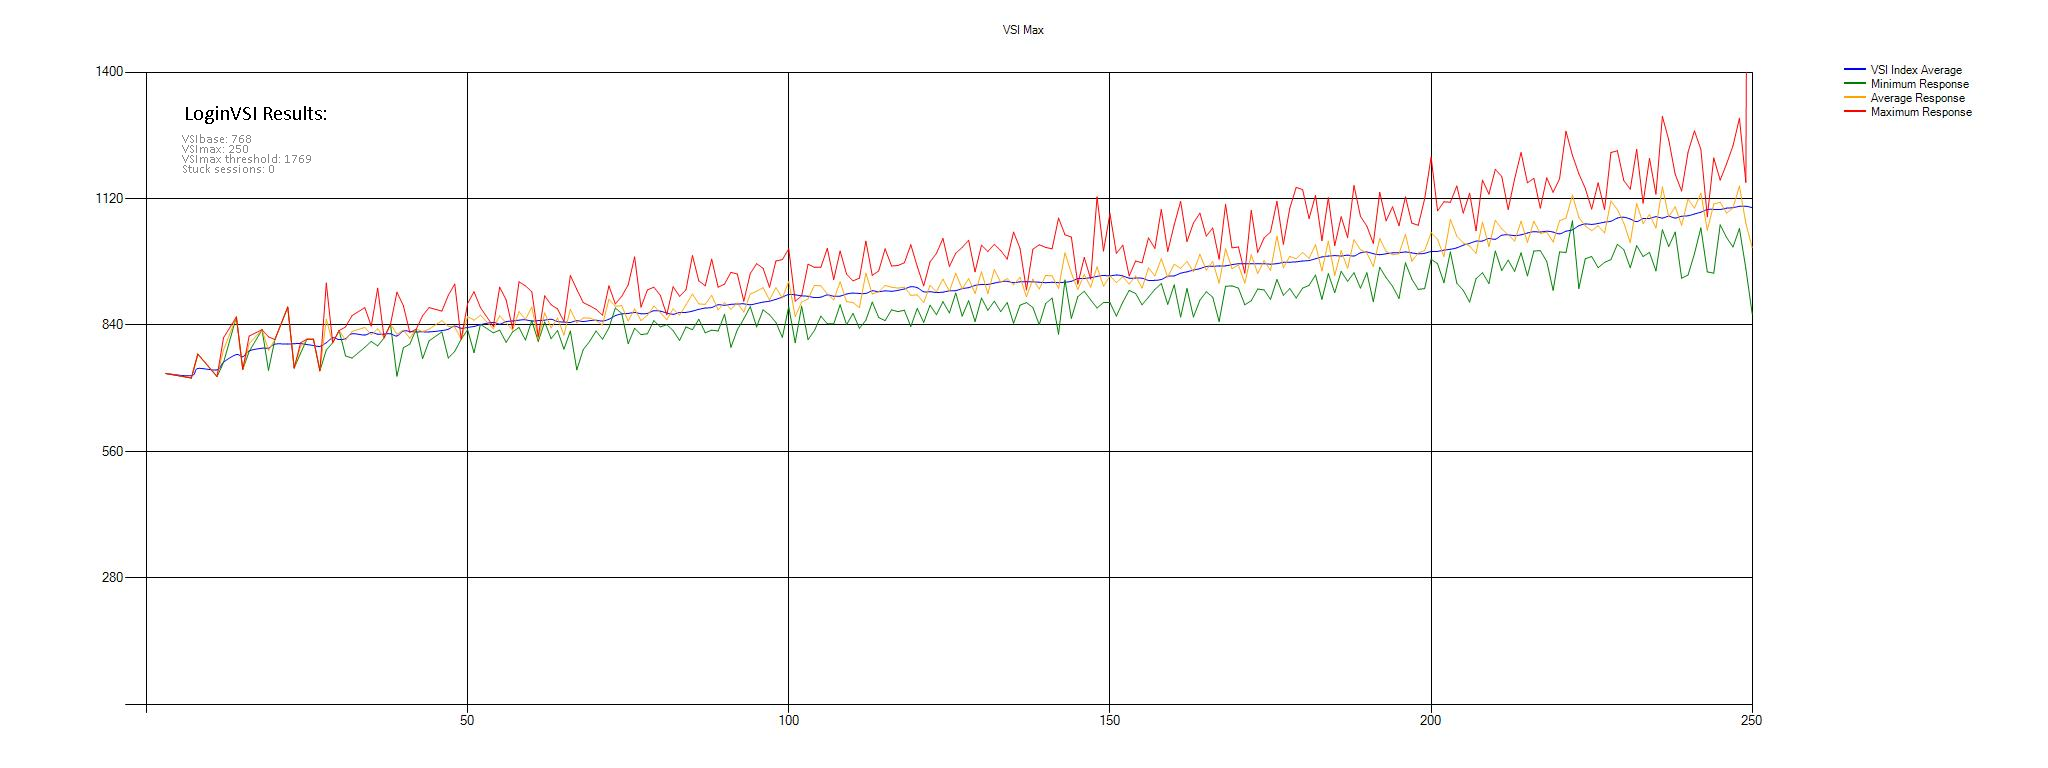 VSI Max
1400
1120
840
560
280
50
100
150
200
250
LoginVSI Results:
VSIbase: 768
VSImax: 250
VSImax threshold: 1769
Stuck sessions: 0
VSI Index Average
Minimum Response
Average Response
Maximum Response